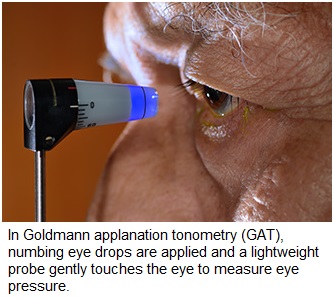 In Goldmann applanation tonometry (GAT),
numbing eye drops are applied and a lightweight
probe gently touches the eye to measure eye
pressure.
0